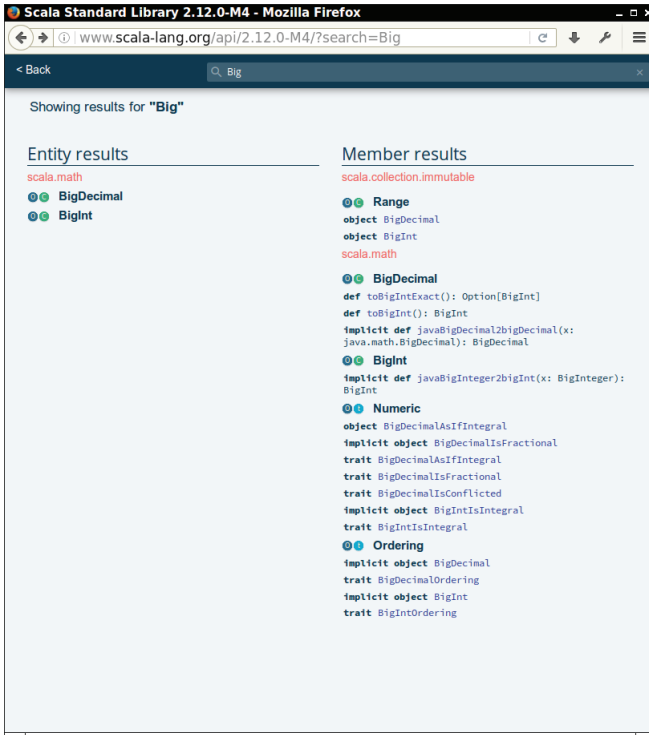 Scala Standard Library 2.12.0-M4 - Mozilla Firefox
www.scala-lang.org/api/2.12.0-M4/?search=Big
< Back
Big
Showing results for "Big"
Entity results
scala.math
BigDecimal
BigInt
Member results
scala.collection.immutable
Range
object BigDecimal
object BigInt
scala.math
BigDecimal
def toBigIntExact(): Option[BigInt]
def toBigInt(): BigInt
implicit def javaBigDecimal2bigDecimal(x:
java.math.BigDecimal): BigDecimal
BigInt
implicit def javaBigInteger2bigInt(x: BigInteger):
BigInt
Numeric
object BigDecimalAsIfIntegral
implicit object BigDecimalIsFractional
trait BigDecimalAsIfIntegral
trait BigDecimalIsFractional
trait BigDecimalIsConflicted
implicit object BigIntIsIntegral
trait BigIntIsIntegral
Ordering
implicit object BigDecimal
trait BigDecimalOrdering
implicit object BigInt
trait BigIntOrdering